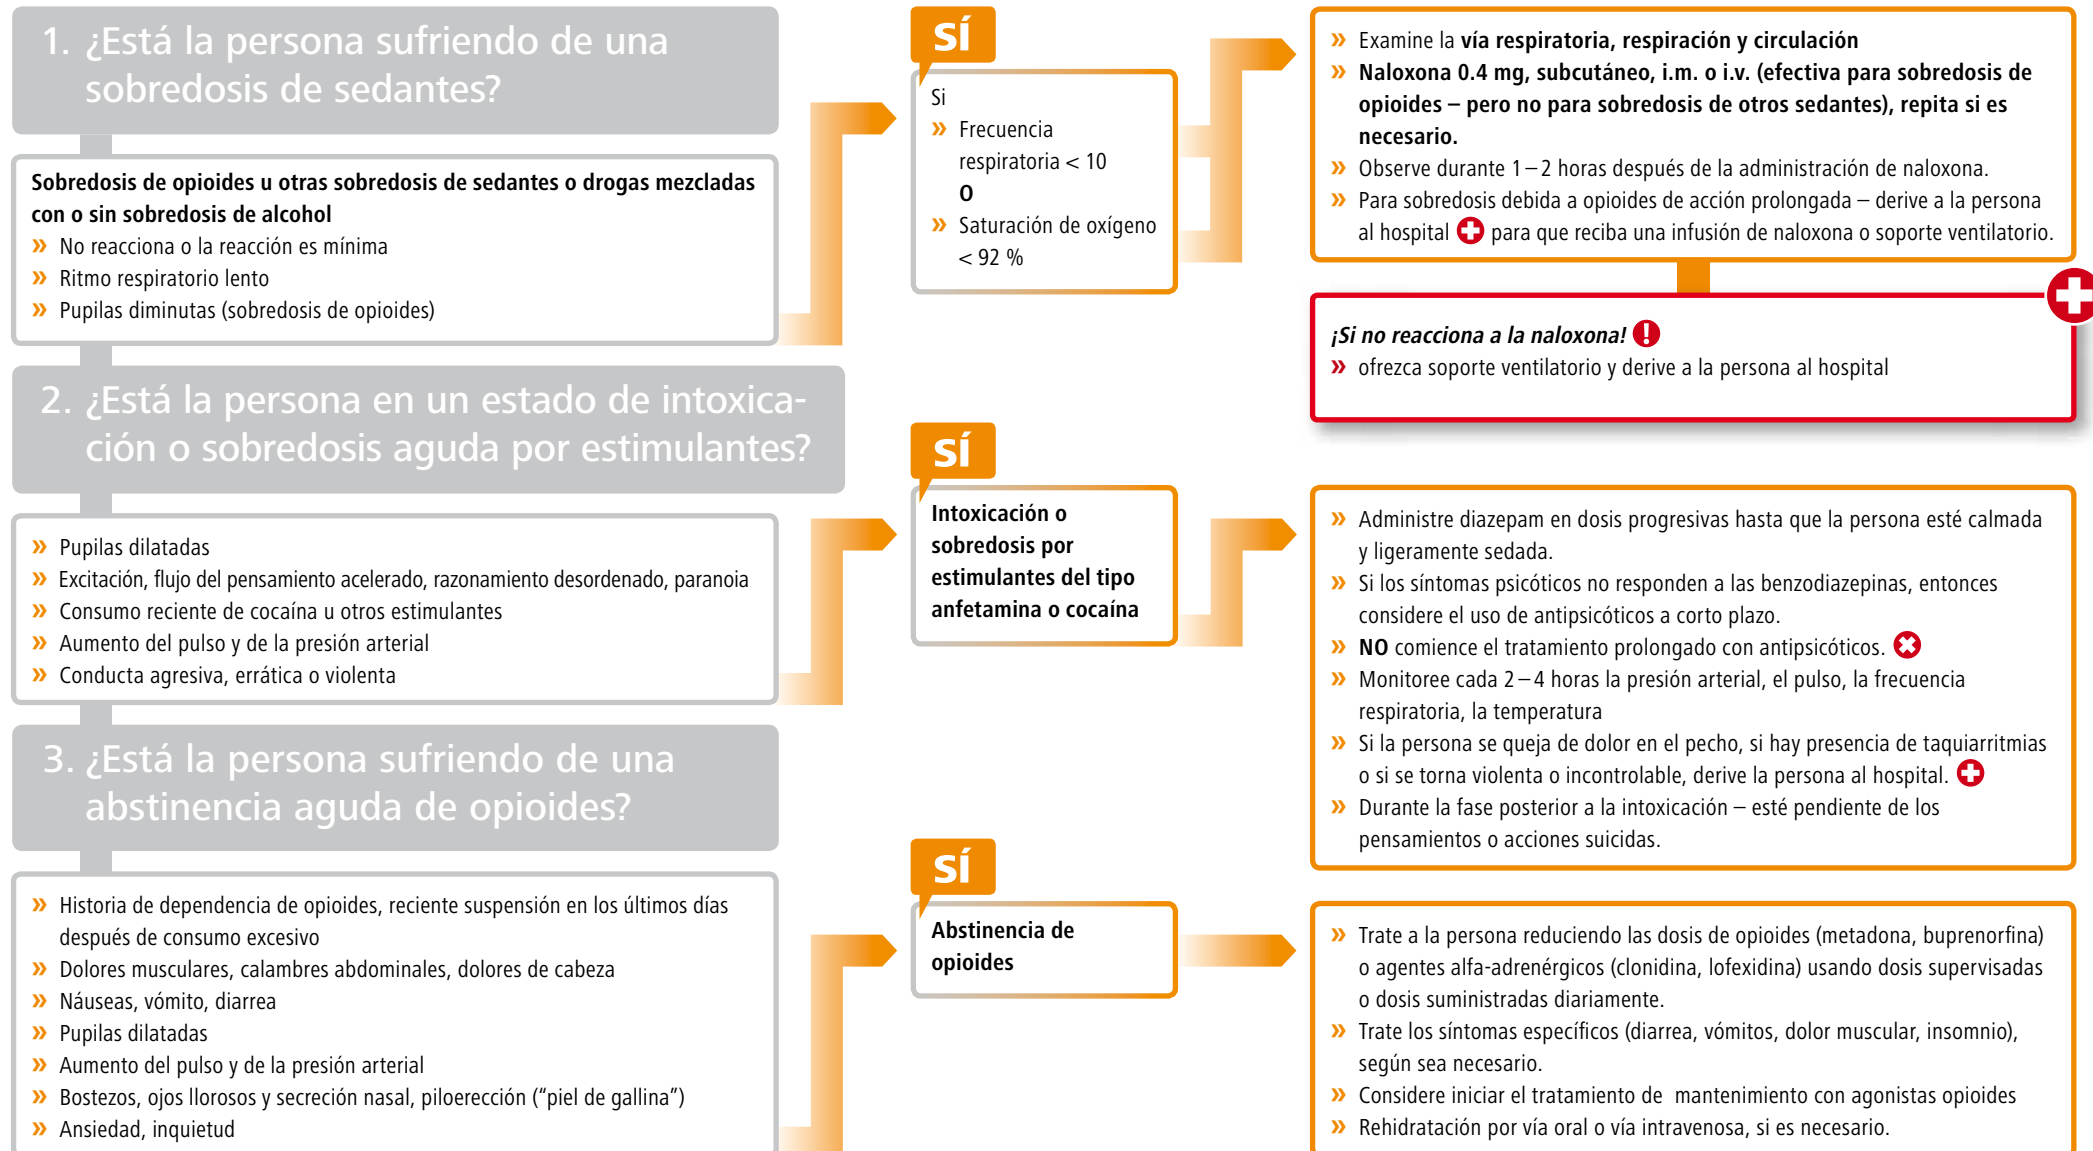 1. ¿Está la persona sufriendo de una
sobredosis de sedantes?
Sobredosis de opioides u otras sobredosis de sedantes o drogas mezcladas
con o sin sobredosis de alcohol
» No reacciona o la reacción es mínima
» Ritmo respiratorio lento
» Pupilas diminutas (sobredosis de opioides)
SÍ
Si
» Frecuencia
respiratoria < 10
O
» Saturación de oxígeno
< 92 %
» Examine la vía respiratoria, respiración y circulación
» Naloxona 0.4 mg, subcutáneo, i.m. o i.v. (efectiva para sobredosis de
opioides – pero no para sobredosis de otros sedantes), repita si es
necesario.
» Observe durante 1–2 horas después de la administración de naloxona.
» Para sobredosis debida a opioides de acción prolongada – derive a la persona
al hospital para que reciba una infusión de naloxona o soporte ventilatorio.
¡Si no reacciona a la naloxona!
» ofrezca soporte ventilatorio y derive a la persona al hospital
2. ¿Está la persona en un estado de intoxica-
ción o sobredosis aguda por estimulantes?
» Pupilas dilatadas
» Excitación, flujo del pensamiento acelerado, razonamiento desordenado, paranoia
» Consumo reciente de cocaína u otros estimulantes
» Aumento del pulso y de la presión arterial
» Conducta agresiva, errática o violenta
SÍ
Intoxicación o
sobredosis por
estimulantes del tipo
anfetamina o cocaína
» Administre diazepam en dosis progresivas hasta que la persona esté calmada
y ligeramente sedada.
» Si los síntomas psicóticos no responden a las benzodiazepinas, entonces
considere el uso de antipsicóticos a corto plazo.
» NO comience el tratamiento prolongado con antipsicóticos.
» Monitoree cada 2–4 horas la presión arterial, el pulso, la frecuencia
respiratoria, la temperatura
» Si la persona se queja de dolor en el pecho, si hay presencia de taquiarritmias
o si se torna violenta o incontrolable, derive la persona al hospital.
» Durante la fase posterior a la intoxicación – esté pendiente de los
pensamientos o acciones suicidas.
3. ¿Está la persona sufriendo de una
abstinencia aguda de opioides?
» Historia de dependencia de opioides, reciente suspensión en los últimos días
después de consumo excesivo
» Dolores musculares, calambres abdominales, dolores de cabeza
» Náuseas, vómito, diarrea
» Pupilas dilatadas
» Aumento del pulso y de la presión arterial
» Bostezos, ojos llorosos y secreción nasal, piloerección ("piel de gallina")
» Ansiedad, inquietud
SÍ
Abstinencia de
opioides
» Trate a la persona reduciendo las dosis de opioides (metadona, buprenorfina)
o agentes alfa-adrenérgicos (clonidina, lofexidina) usando dosis supervisadas
o dosis suministradas diariamente.
» Trate los síntomas específicos (diarrea, vómitos, dolor muscular, insomnio),
según sea necesario.
» Considere iniciar el tratamiento de mantenimiento con agonistas opioides
» Rehidratación por vía oral o vía intravenosa, si es necesario.